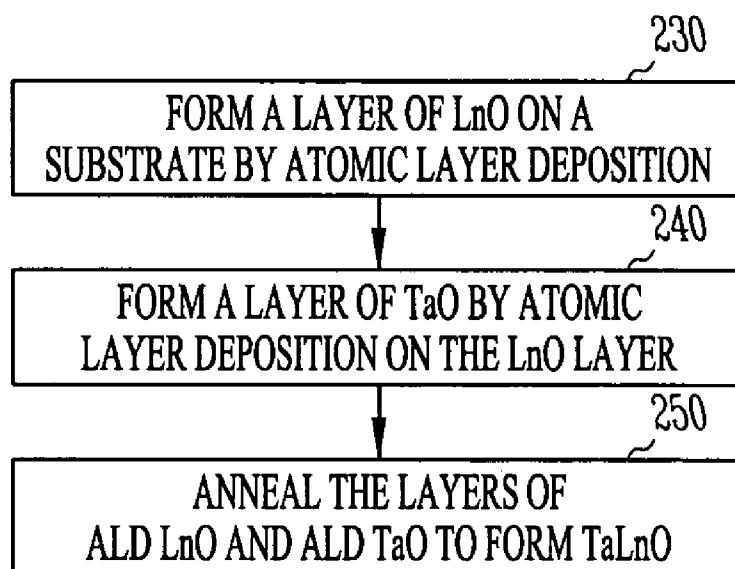 230
FORM A LAYER OF LnO ON A
SUBSTRATE BY ATOMIC LAYER DEPOSITION
240
FORM A LAYER OF TaO BY ATOMIC
LAYER DEPOSITION ON THE LnO LAYER
250
ANNEAL THE LAYERS OF
ALD LnO AND ALD TaO TO FORM TaLnO